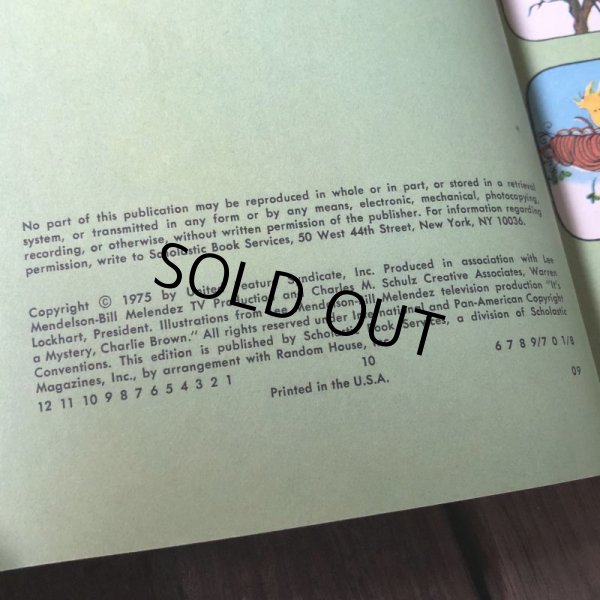 No part of this publication may be reproduced in whole or in part, or stored in a retrieval
system, or transmitted in any form or by any means, electronic, mechanical, photocopying,
recording, or otherwise, without written permission of the publisher. For information regarding
permission, write to Scholastic Book Services, 50 West 44th Street, New York, NY 10036.
Copyright © 1975 by United Feature Syndicate, Inc. Produced in association with Lee
Mendelson-Bill Melendez TV Production and Charles M. Schulz Creative Associates, Warren
Lockhart, President. Illustrations from the Mendelson-Bill Melendez television production "It's
a Mystery, Charlie Brown." All rights reserved under International and Pan-American Copyright
Conventions. This edition is published by Scholastic Book Services, a division of Scholastic
Magazines, Inc., by arrangement with Random House, Inc.
12 11 10 9 8 7 6 5 4 3 2 1 10 6 7 8 9/7 0 1/8
Printed in the U.S.A. 09
SOLD OUT